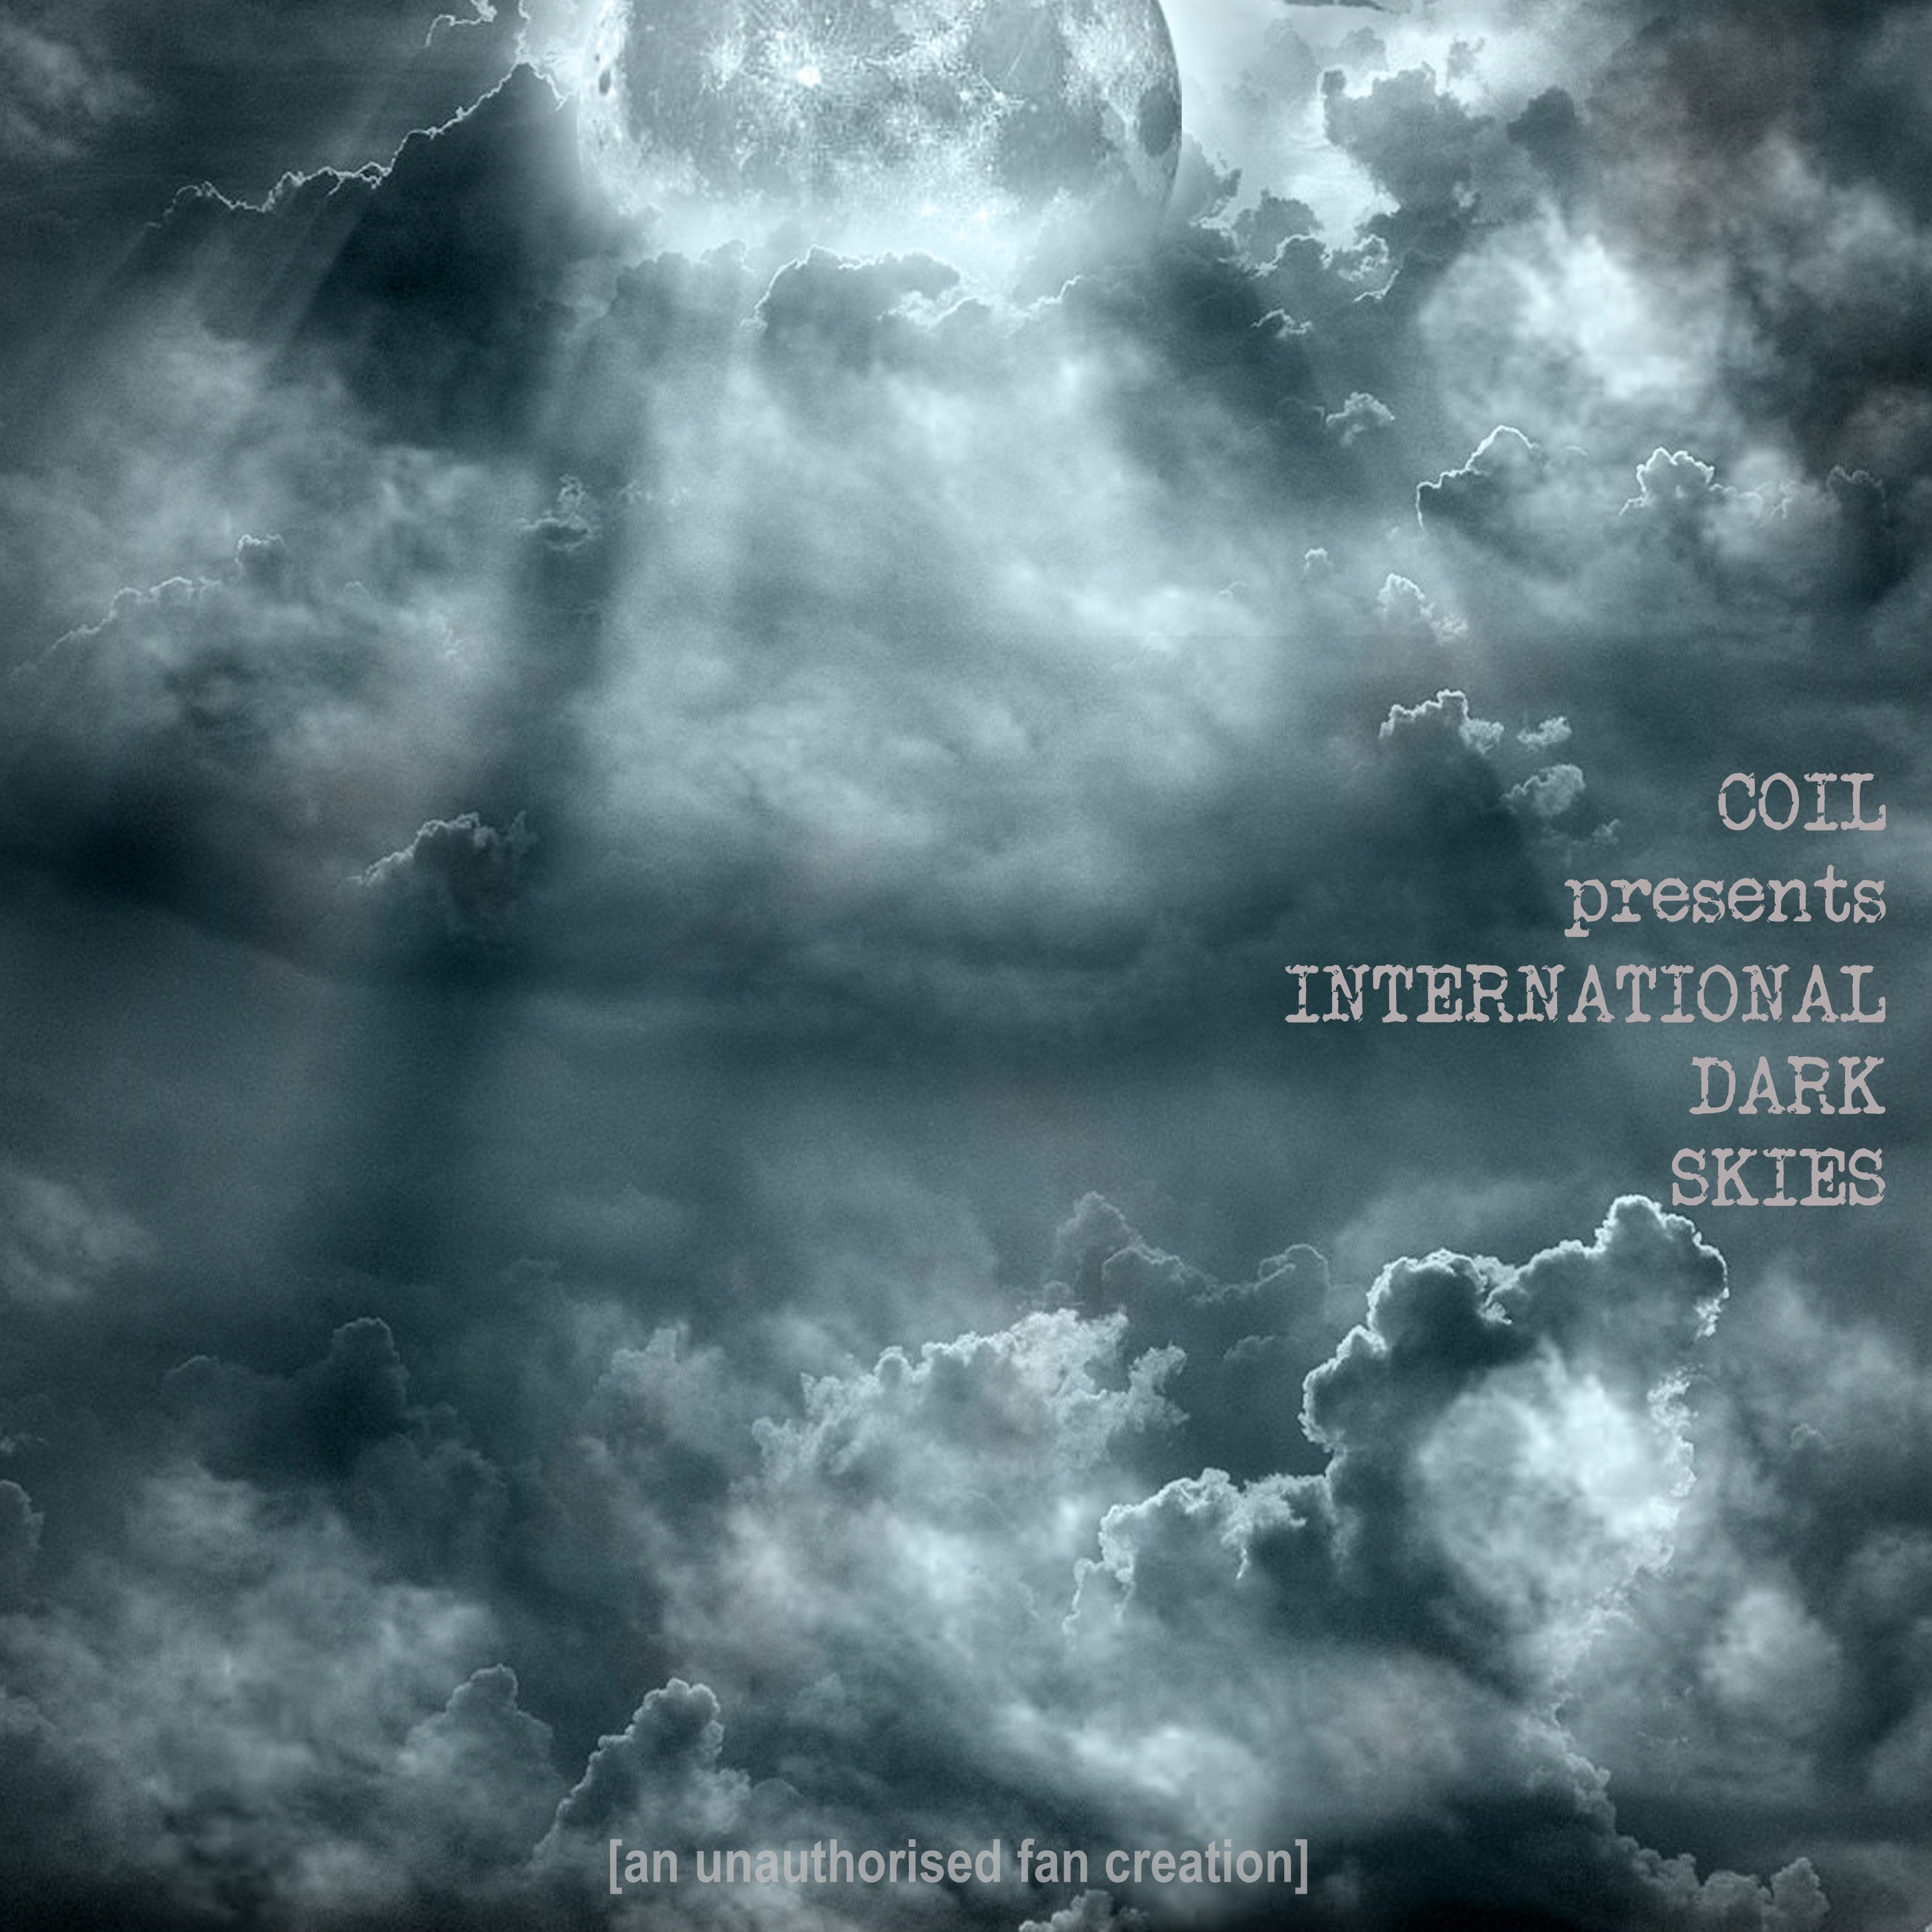 COIL
presents
INTERNATIONAL
DARK
SKIES
[an unauthorised fan creation]